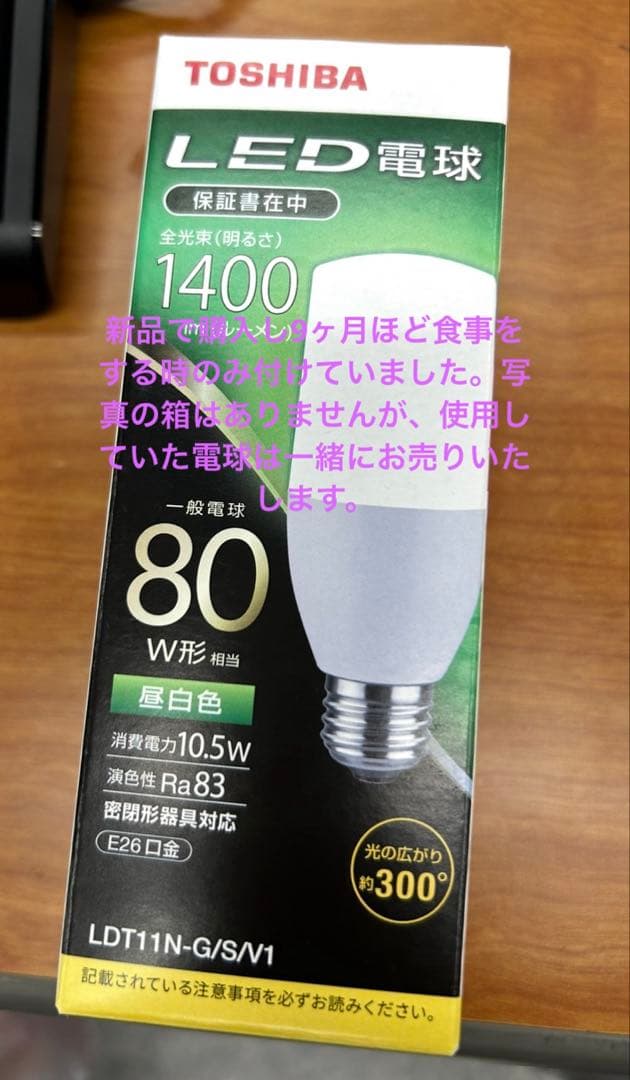 TOSHIBA
LED電球
保証書在中
全光束(明るさ)
1400
新品で購入し9ヶ月ほど食事を
する時のみ付けていました。写
真の箱はありませんが、使用し
ていた電球は一緒にお売りいた
します。
一般電球
80
W形相当
昼白色
消費電力10.5W
演色性Ra83
密閉形器具対応
E26口金
光の広がり
約300°
LDT11N-G/S/V1
記載されている注意事項を必ずお読みください。